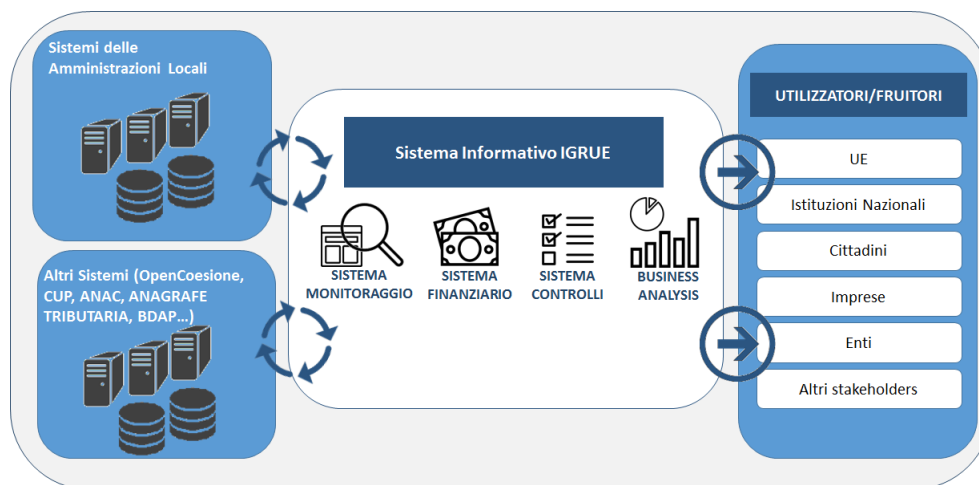 Sistemi delle
Amministrazioni Locali
Altri Sistemi (OpenCoesione,
CUP, ANAC, ANAGRAFE
TRIBUTARIA, BDAP...)
Sistema Informativo IGRUE
SISTEMA
MONITORAGGIO
SISTEMA
FINANZIARIO
SISTEMA
CONTROLLI
BUSINESS
ANALYSIS
UTILIZZATORI/FRUITORI
UE
Istituzioni Nazionali
Cittadini
Imprese
Enti
Altri stakeholders